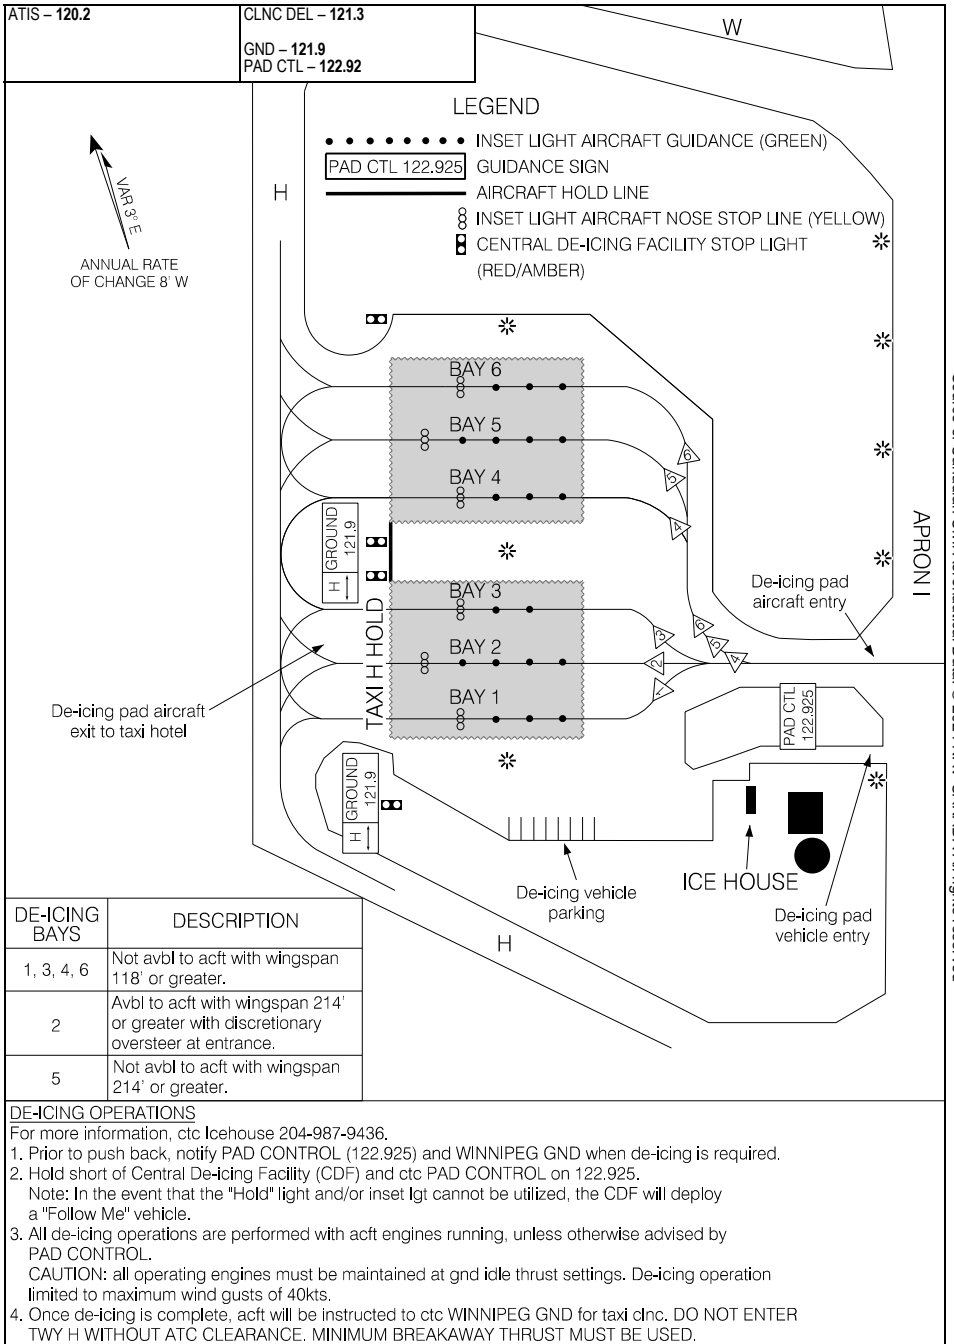 ATIS – 120.2
CLNC DEL – 121.3
GND – 121.9
PAD CTL – 122.92
W
LEGEND
INSET LIGHT AIRCRAFT GUIDANCE (GREEN)
PAD CTL 122.925 GUIDANCE SIGN
AIRCRAFT HOLD LINE
INSET LIGHT AIRCRAFT NOSE STOP LINE (YELLOW)
CENTRAL DE-ICING FACILITY STOP LIGHT
(RED/AMBER)
VAR 3° E
ANNUAL RATE
OF CHANGE 8' W
H
BAY 6
BAY 5
BAY 4
6
5
4
GROUND
121.9
H
APRON I
De-icing pad
aircraft entry
BAY 3
BAY 2
BAY 1
3
2
1
6
5
4
TAXI H HOLD
De-icing pad aircraft
exit to taxi hotel
PAD CTL
122.925
GROUND
121.9
H
ICE HOUSE
De-icing vehicle
parking
De-icing pad
vehicle entry
H
DE-ICING
BAYS
DESCRIPTION
1, 3, 4, 6
Not avbl to acft with wingspan
118' or greater.
2
Avbl to acft with wingspan 214'
or greater with discretionary
oversteer at entrance.
5
Not avbl to acft with wingspan
214' or greater.
DE-ICING OPERATIONS
For more information, ctc Icehouse 204-987-9436.
1. Prior to push back, notify PAD CONTROL (122.925) and WINNIPEG GND when de-icing is required.
2. Hold short of Central De-icing Facility (CDF) and ctc PAD CONTROL on 122.925.
Note: In the event that the "Hold" light and/or inset lgt cannot be utilized, the CDF will deploy
a "Follow Me" vehicle.
3. All de-icing operations are performed with acft engines running, unless otherwise advised by
PAD CONTROL.
CAUTION: all operating engines must be maintained at gnd idle thrust settings. De-icing operation
limited to maximum wind gusts of 40kts.
4. Once de-icing is complete, acft will be instructed to ctc WINNIPEG GND for taxi clnc. DO NOT ENTER
TWY H WITHOUT ATC CLEARANCE. MINIMUM BREAKAWAY THRUST MUST BE USED.